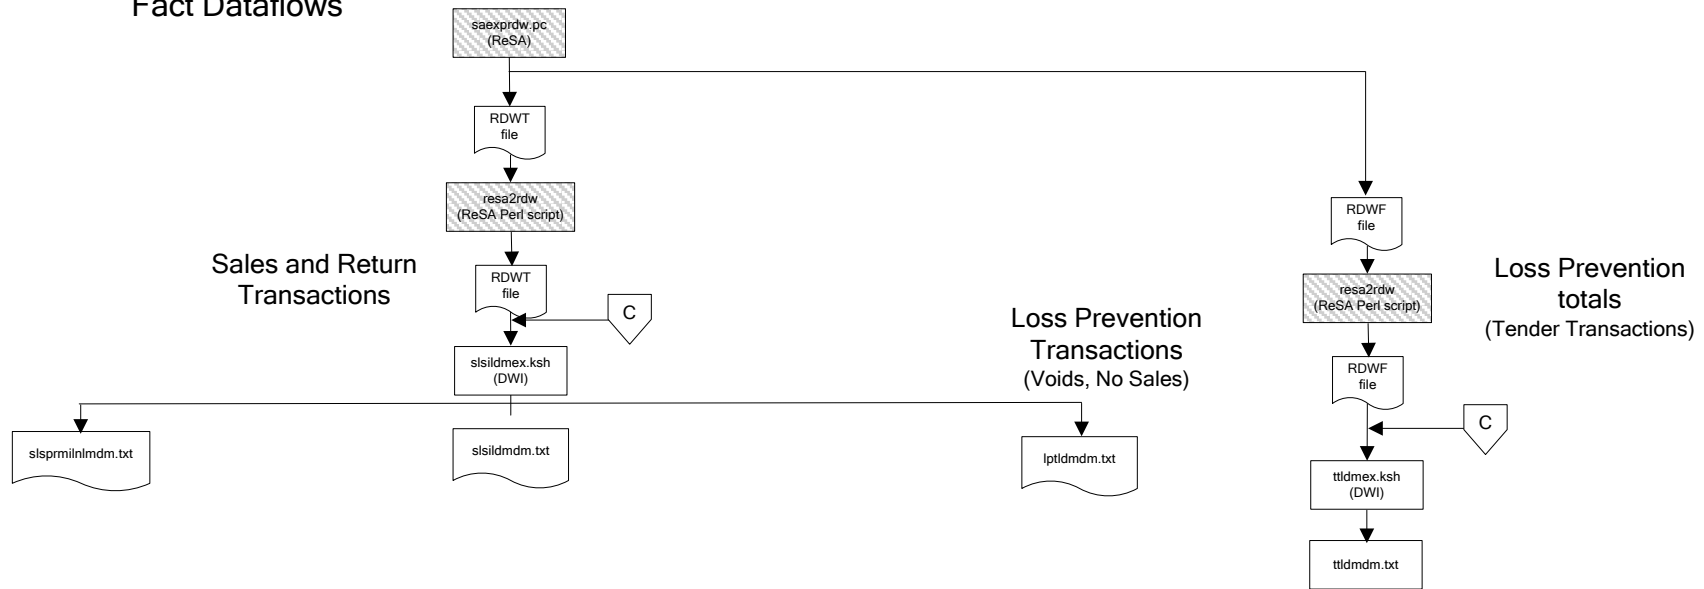 Fact Dataflows
saexprdw.pc
(ReSA)
RDWT
file
resa2rdw
(ReSA Perl script)
Sales and Return
Transactions
RDWT
file
C
slsildmex.ksh
(DWI)
slsprmilnlmdm.txt
slsildmdm.txt
Loss Prevention
Transactions
(Voids, No Sales)
lptldmdm.txt
RDWF
file
resa2rdw
(ReSA Perl script)
Loss Prevention
totals
(Tender Transactions)
RDWF
file
C
ttldmex.ksh
(DWI)
ttldmdm.txt